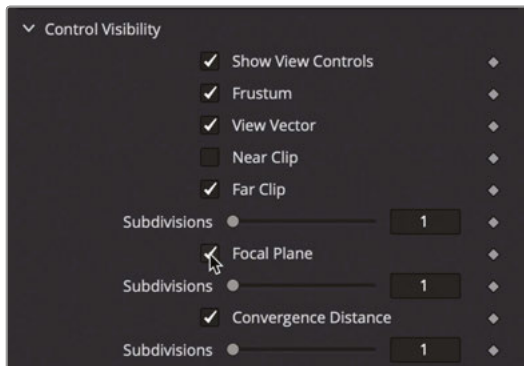 Control Visibility
Show View Controls
Frustum
View Vector
Near Clip
Far Clip
Subdivisions 1
Focal Plane
Subdivisions 1
Convergence Distance
Subdivisions 1